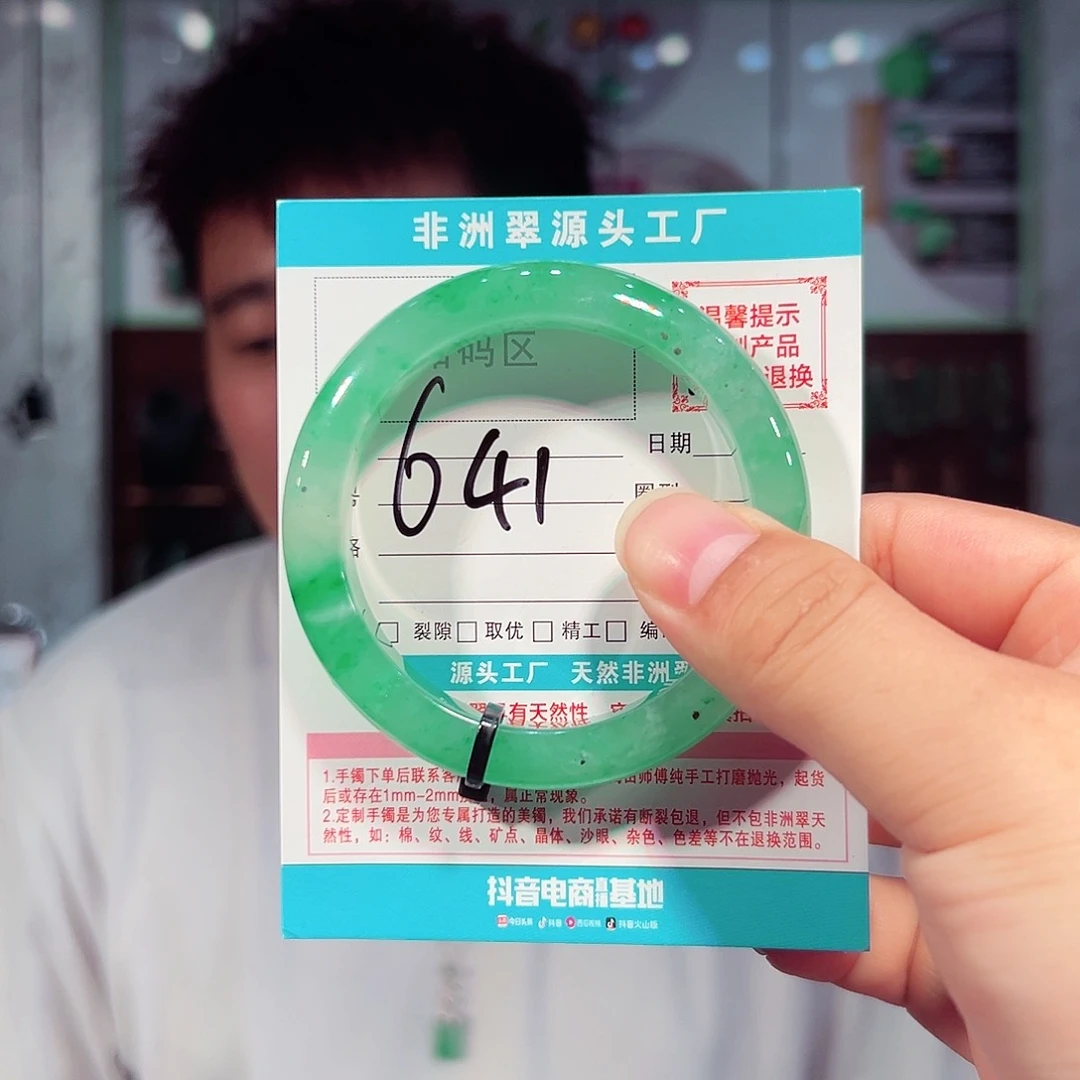 非洲翠源头工厂
码区
温馨提示
产品
退换
641
日期
圈
号
格
裂隙 取优 精工 编
源头工厂 天然非洲翠
有天然性
1.手镯下单后联系客 师傅纯手工打磨抛光，起货
后或存在1mm-2mm ，属正常现象。
2.定制手镯是为您专属打造的美镯，我们承诺有断裂包退，但不包非洲翠天
然性，如：棉、纹、线、矿点、晶体、沙眼、杂色、色差等不在退换范围。
抖音电商直播基地
今日头条 抖音 西瓜视频 抖音火山版